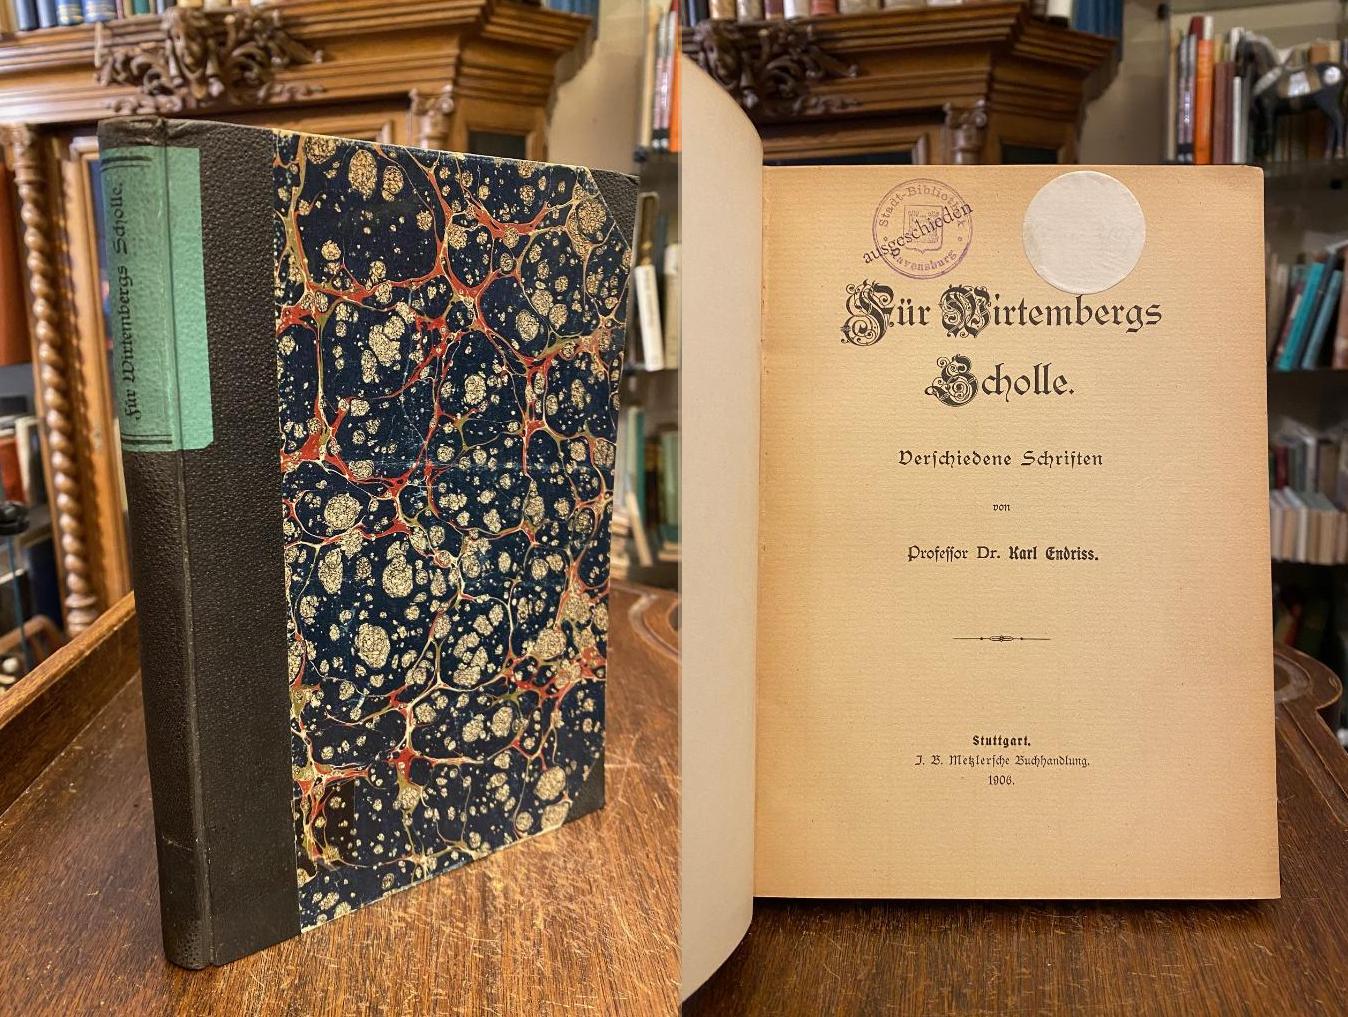 Für Wirtembergs Scholle.
Stadt-Bibliothek
Ravensburg
ausgeschieden
Für Wirtembergs
Scholle.
Verschiedene Schriften
von
Professor Dr. Karl Endriss.
Stuttgart.
J. B. Metzlersche Buchhandlung.
1906.